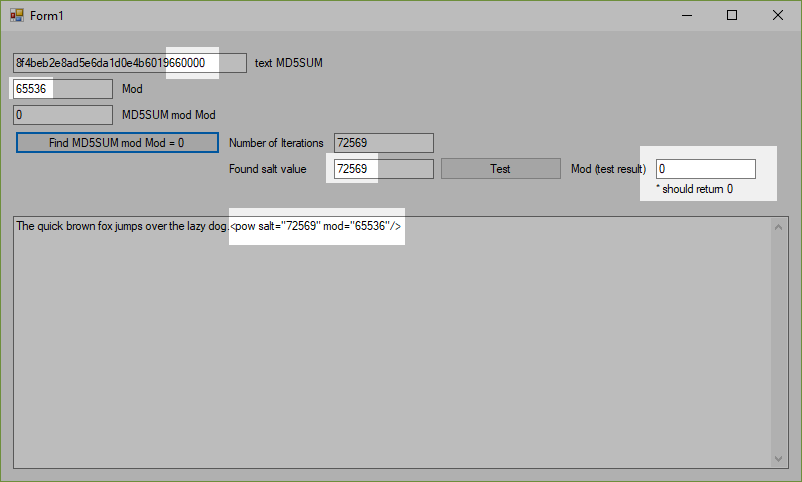 Form1
8f4beb2e8ad5e6da1d0e4b6019660000 text MD5SUM
65536 Mod
0 MD5SUM mod Mod
Find MD5SUM mod Mod = 0 Number of Iterations 72569
Found salt value 72569 Test Mod (test result) 0
* should return 0
The quick brown fox jumps over the lazy dog.<pow salt="72569" mod="65536"/>